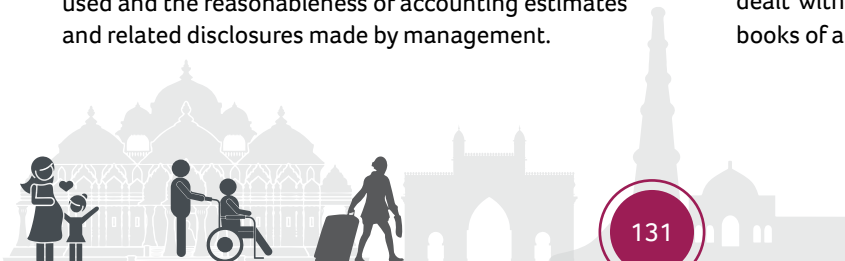 used and the reasonableness of accounting estimates
and related disclosures made by management.
dealt with
books of a
131